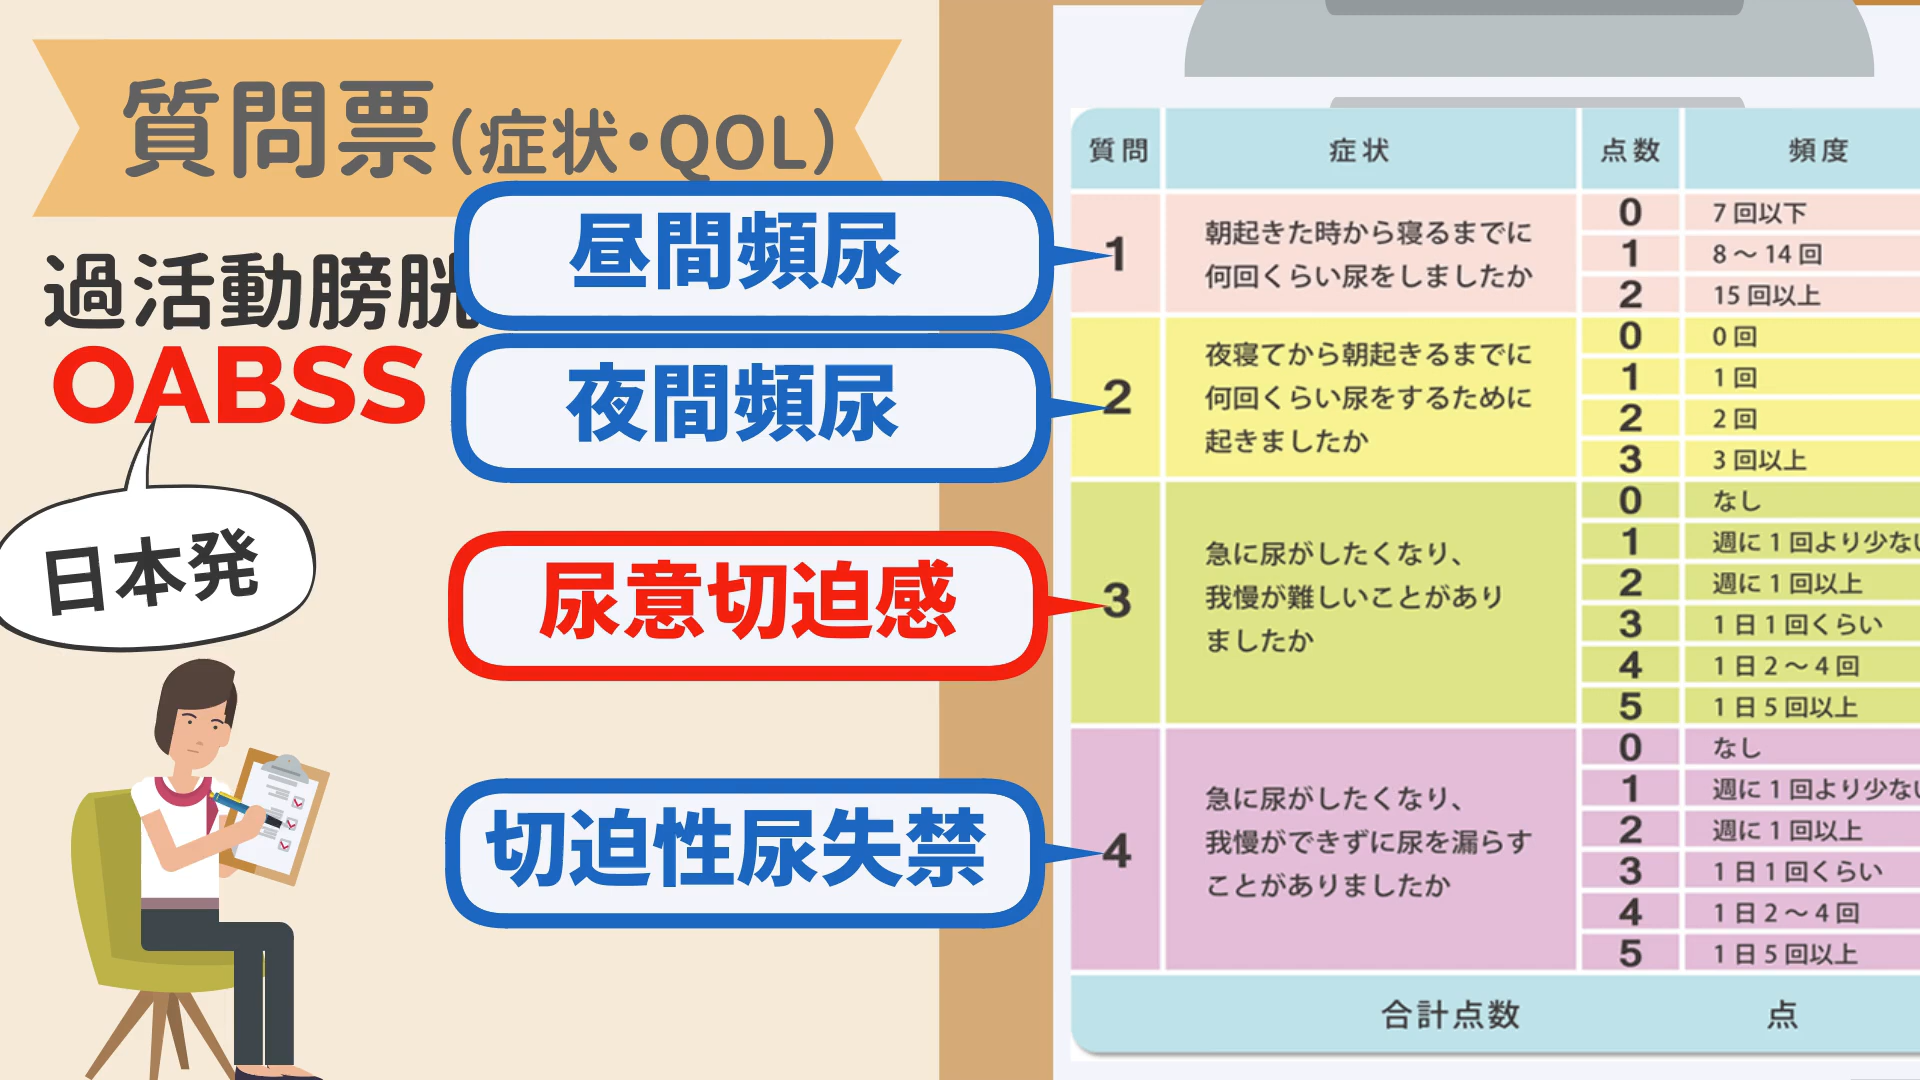 質問票(症状・QOL)
過活動膀胱
OABSS
日本発
昼間頻尿
夜間頻尿
尿意切迫感
切迫性尿失禁
質問 症状 点数 頻度
1
朝起きた時から寝るまでに
何回くらい尿をしましたか
0 7回以下
1 8～14回
2 15回以上
2
夜寝てから朝起きるまでに
何回くらい尿をするために
起きましたか
0 0回
1 1回
2 2回
3 3回以上
3
急に尿がしたくなり、
我慢が難しいことがあり
ましたか
0 なし
1 週に1回より少ない
2 週に1回以上
3 1日1回くらい
4 1日2～4回
5 1日5回以上
4
急に尿がしたくなり、
我慢ができずに尿を漏らす
ことがありましたか
0 なし
1 週に1回より少ない
2 週に1回以上
3 1日1回くらい
4 1日2～4回
5 1日5回以上
合計点数 点